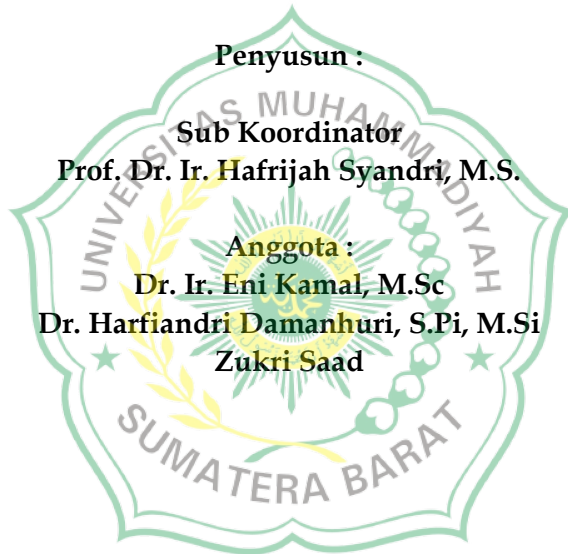 Penyusun :
Sub Koordinator
Prof. Dr. Ir. Hafrijah Syandri, M.S.
Anggota :
Dr. Ir. Eni Kamal, M.Sc
Dr. Harfiandri Damanhuri, S.Pi, M.Si
Zukri Saad
UNIVERSITAS MUHAMMADIYAH
SUMATERA BARAT